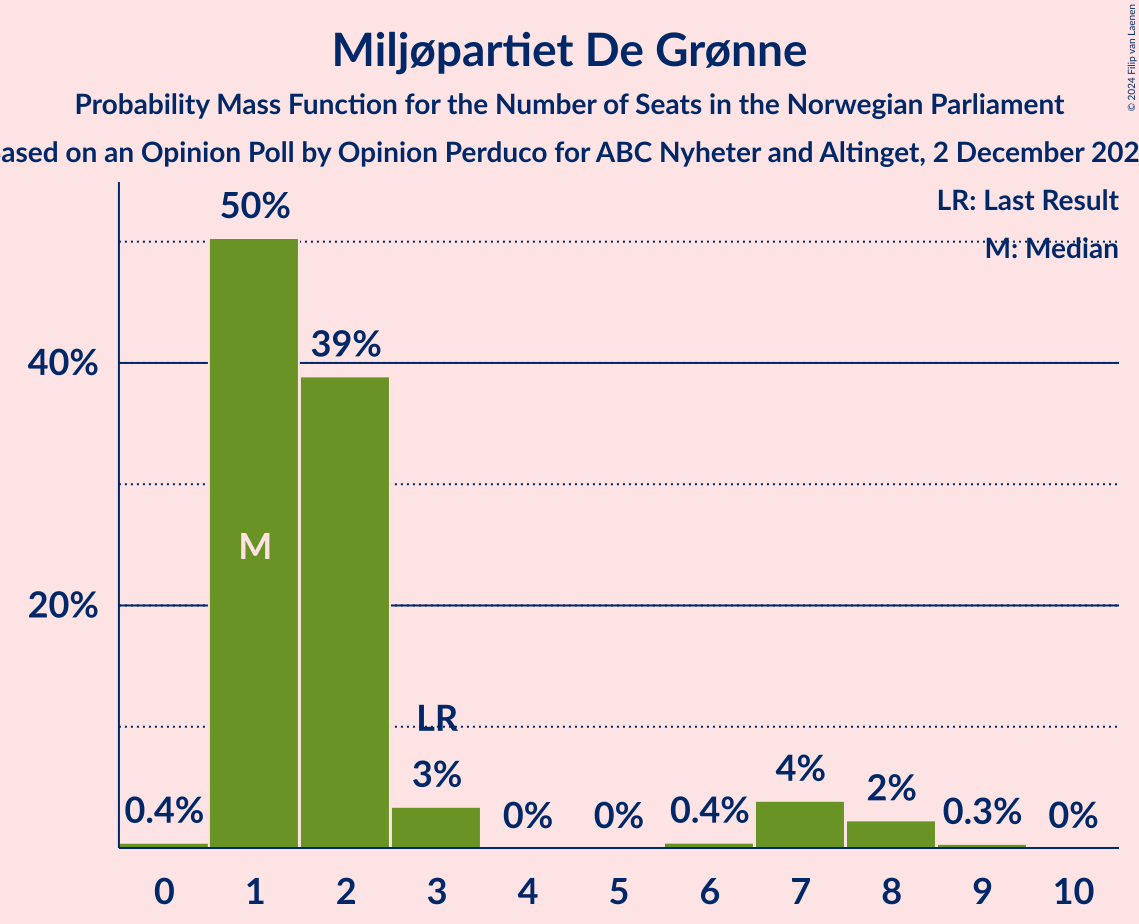 © 2024 Filip van Laenen
Miljøpartiet De Grønne
Probability Mass Function for the Number of Seats in the Norwegian Parliament
on an Opinion Poll by Opinion Perduco for ABC Nyheter and Altinget, 2 December
LR: Last Result
M: Median
50%
39%
40%
M
20%
LR
3%
4%
2%
0.4%
0%
0%
0.4%
0.3%
0%
0 1 2 3 4 5 6 7 8 9 10